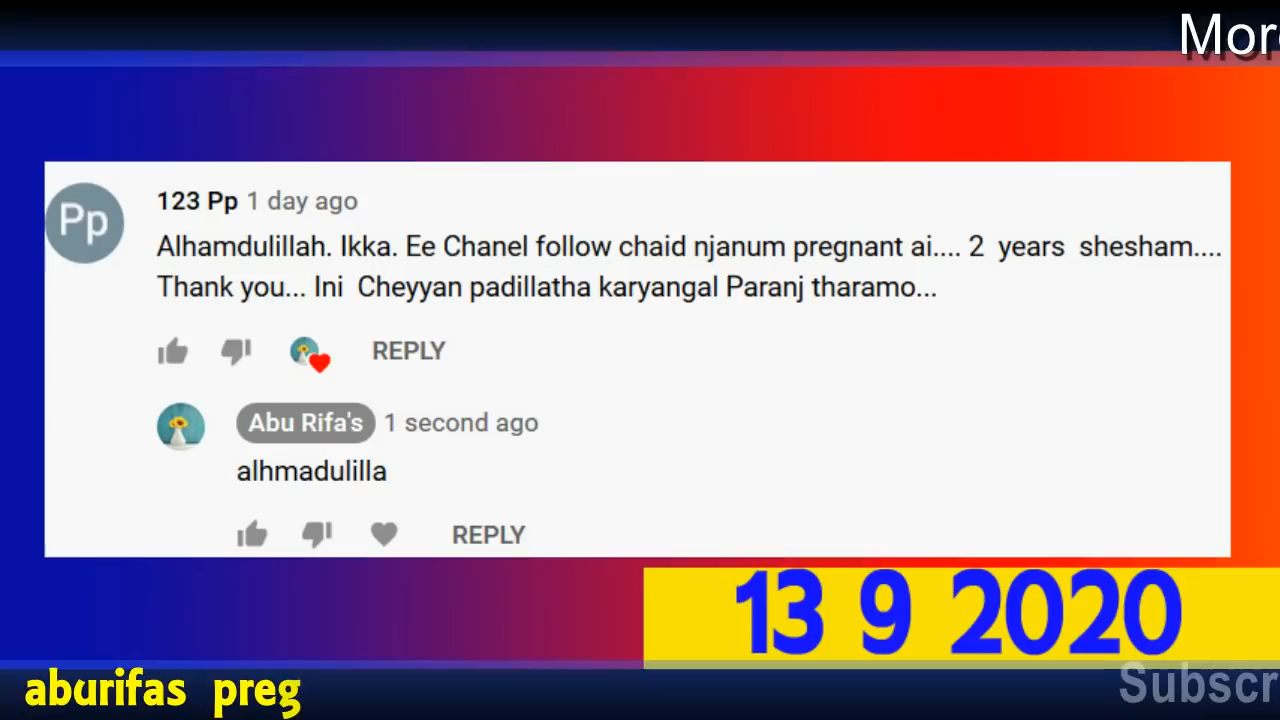 More
Pp
123 Pp 1 day ago
Alhamdulillah. Ikka. Ee Chanel follow chaid njanum pregnant ai.... 2 years shesham....
Thank you... Ini Cheyyan padillatha karyangal Paranj tharamo...
REPLY
Abu Rifa's 1 second ago
alhmadulilla
REPLY
13 9 2020
Subscr
aburifas preg